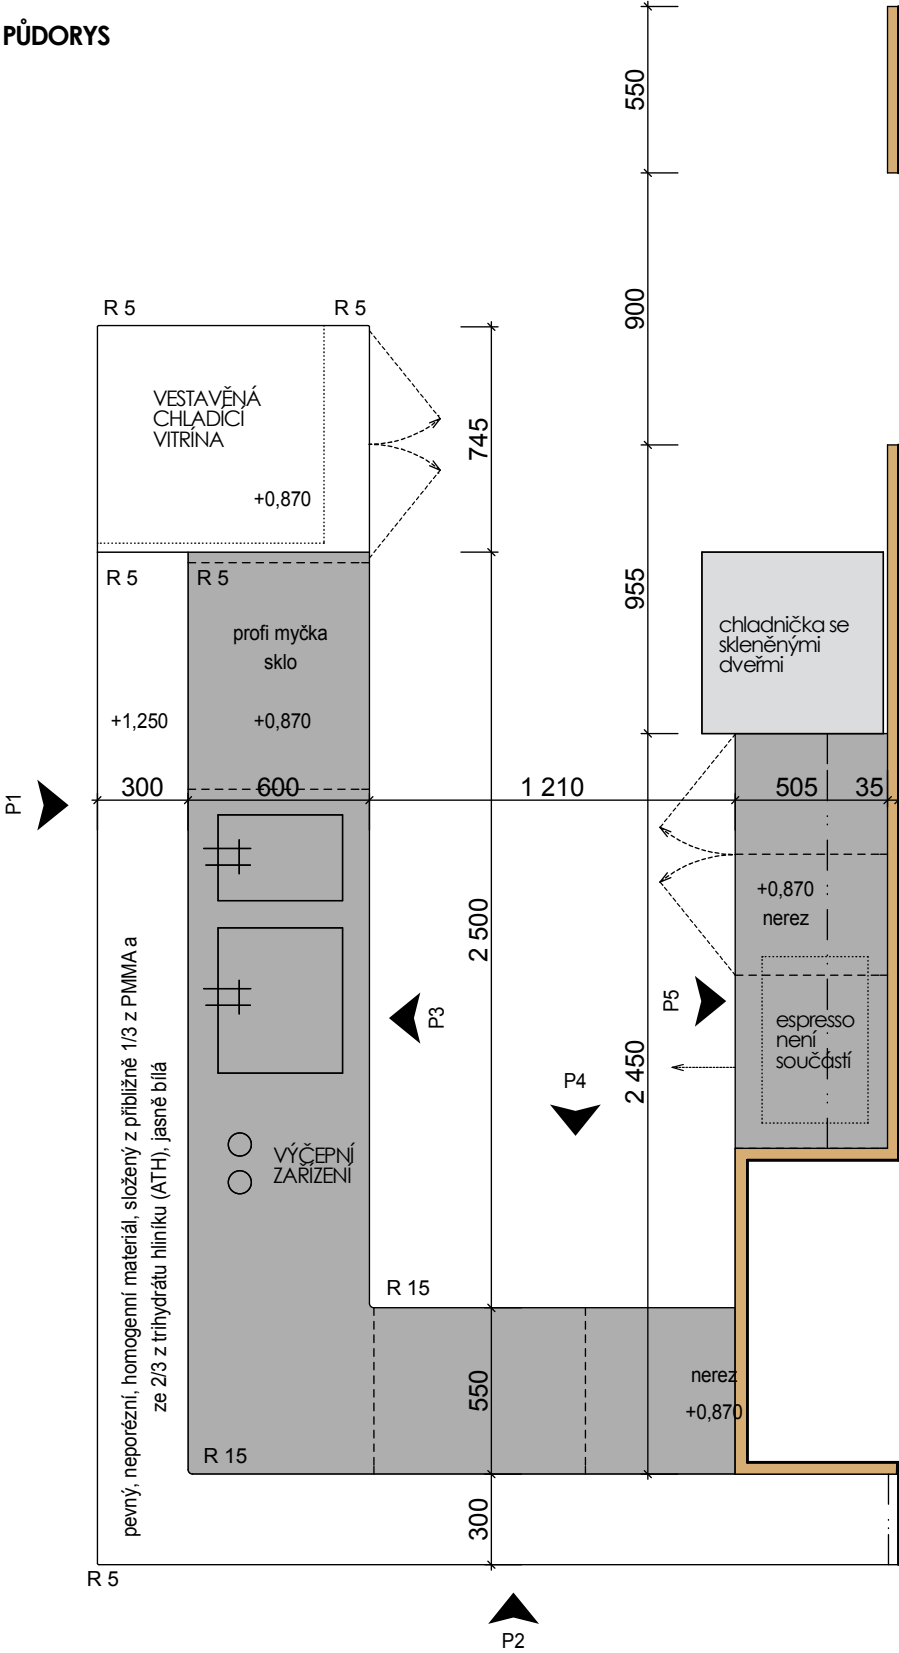 PŮDORYS
550
900
R 5
R 5
VESTAVĚNÁ
CHLADÍCÍ
VITRÍNA
+0,870
745
955
R 5
R 5
profi myčka
sklo
chladnička se
skleněnými
dveřmi
+1,250
+0,870
P1
300
600
1 210
505
35
+0,870
nerez
2 500
P3
P5
espresso
není
součástí
2 450
P4
pevný, neporézní, homogenní materiál, složený z přibližně 1/3 z PMMA a
ze 2/3 z trihydrátu hliníku (ATH), jasně bílá
VÝČEPNÍ
ZAŘÍZENÍ
R 15
550
nerez
+0,870
R 15
300
R 5
P2